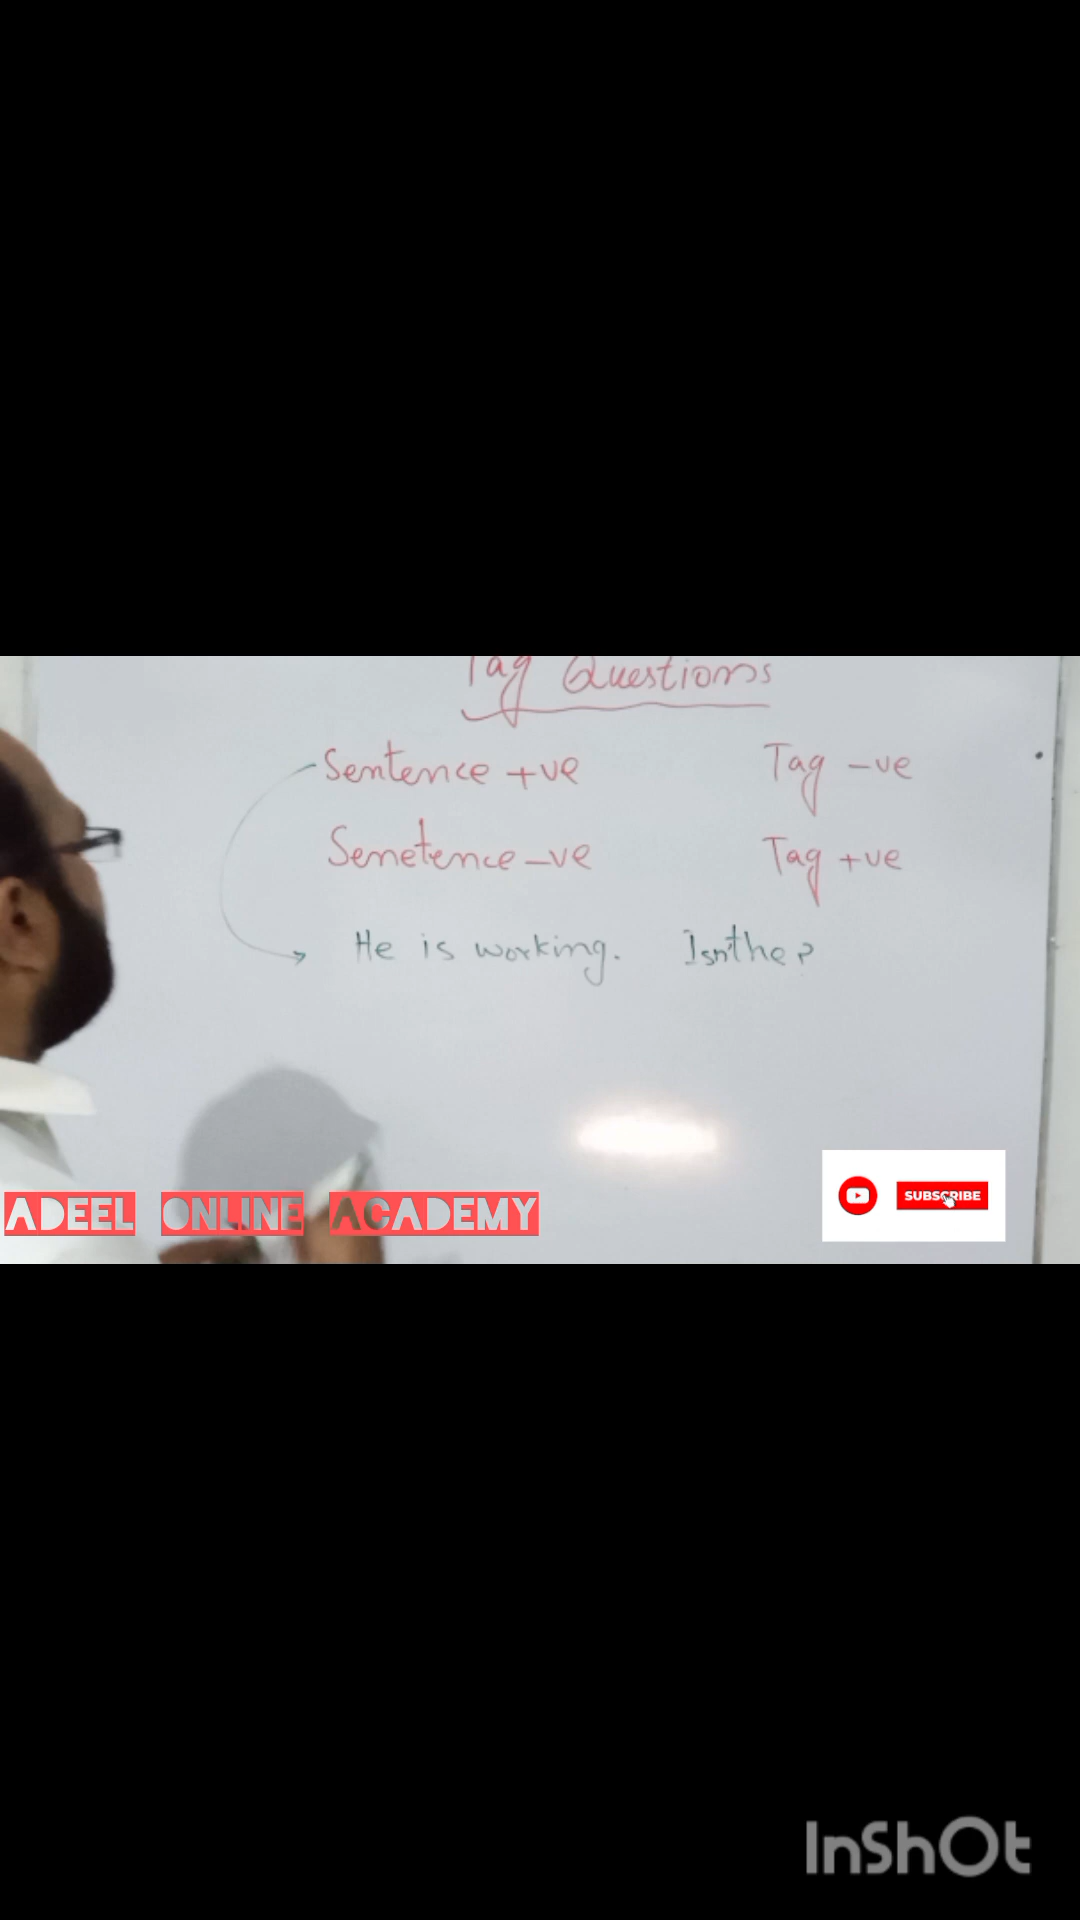 Tag Questions
Sentence +ve Tag -ve
Senetence -ve Tag +ve
He is working. Isn'the?
ADEEL ONLINE ACADEMY
SUBSCRIBE
InShOt